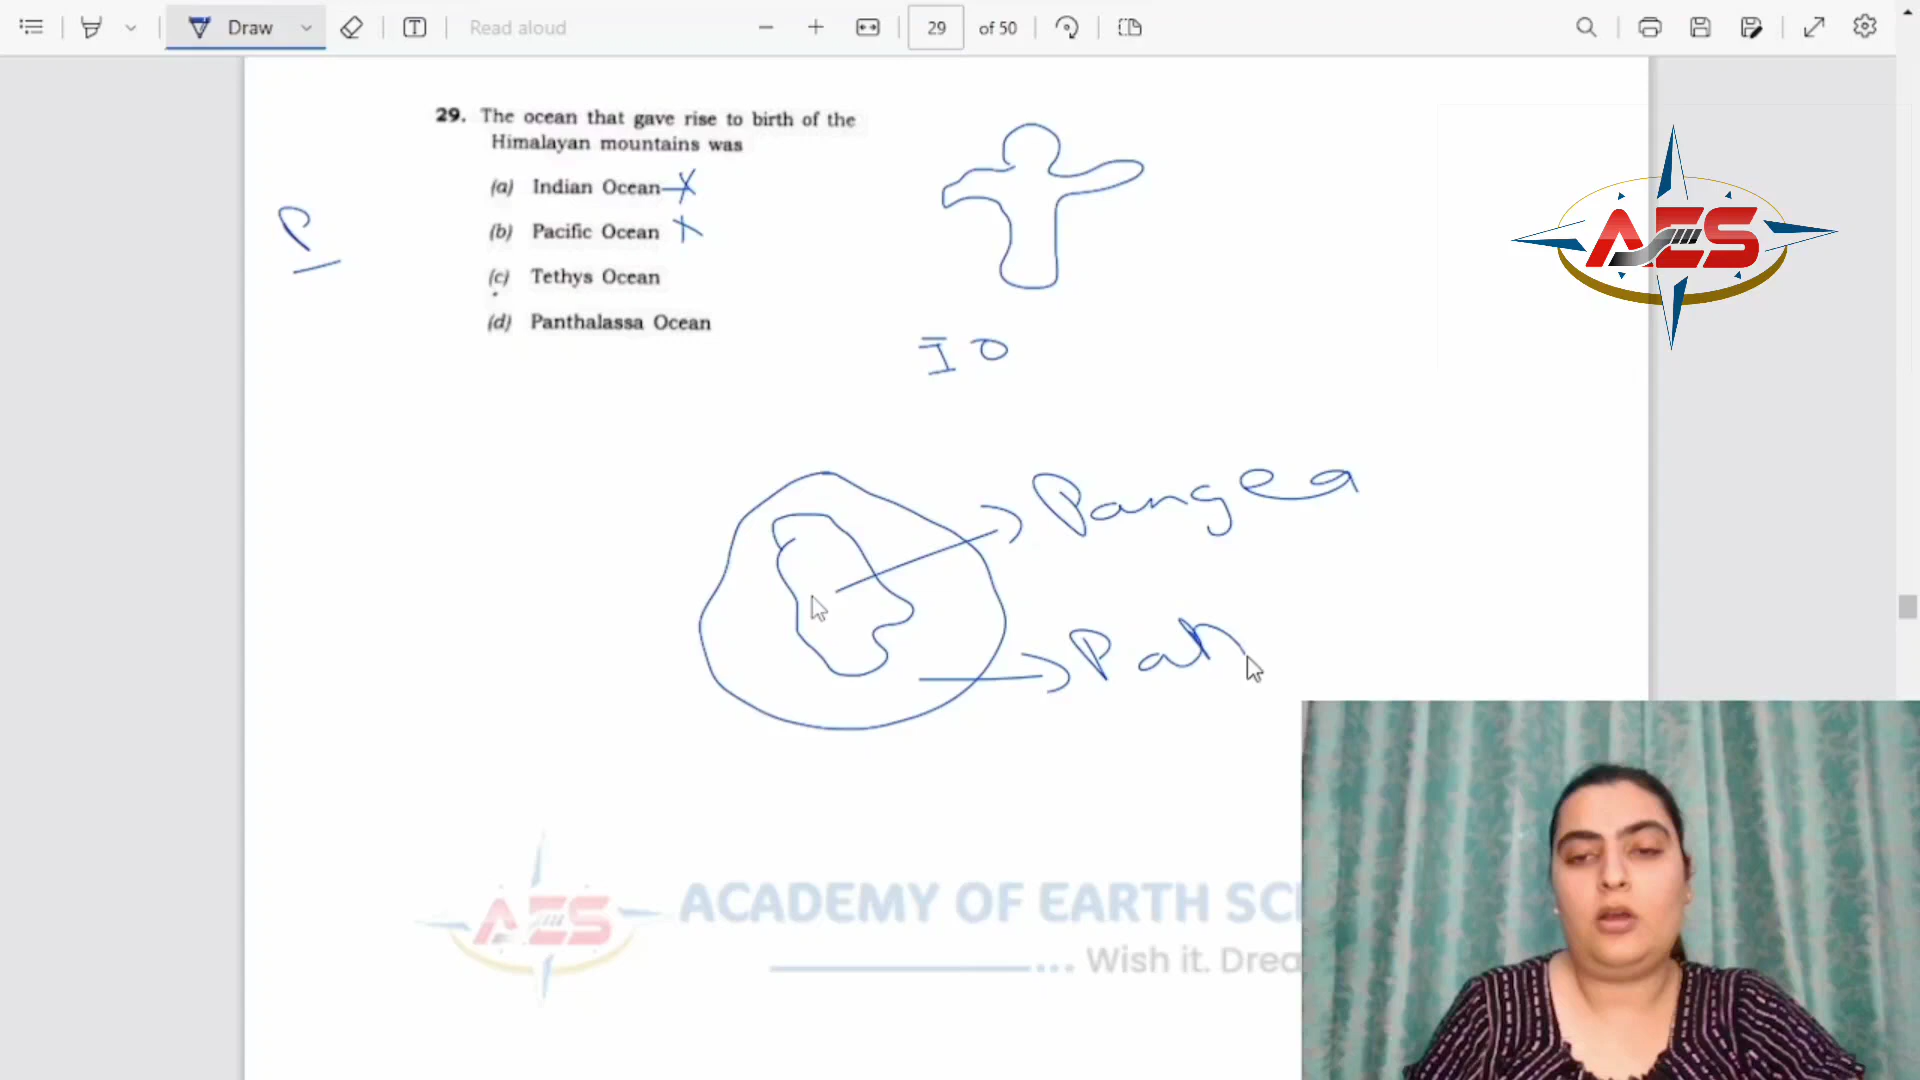 Draw
Read aloud
29 of 50
29. The ocean that gave rise to birth of the
Himalayan mountains was
(a) Indian Ocean
(b) Pacific Ocean
(c) Tethys Ocean
(d) Panthalassa Ocean
P
I O
Pangea
Pan
AES
AES
ACADEMY OF EARTH SC
Wish it. Drea